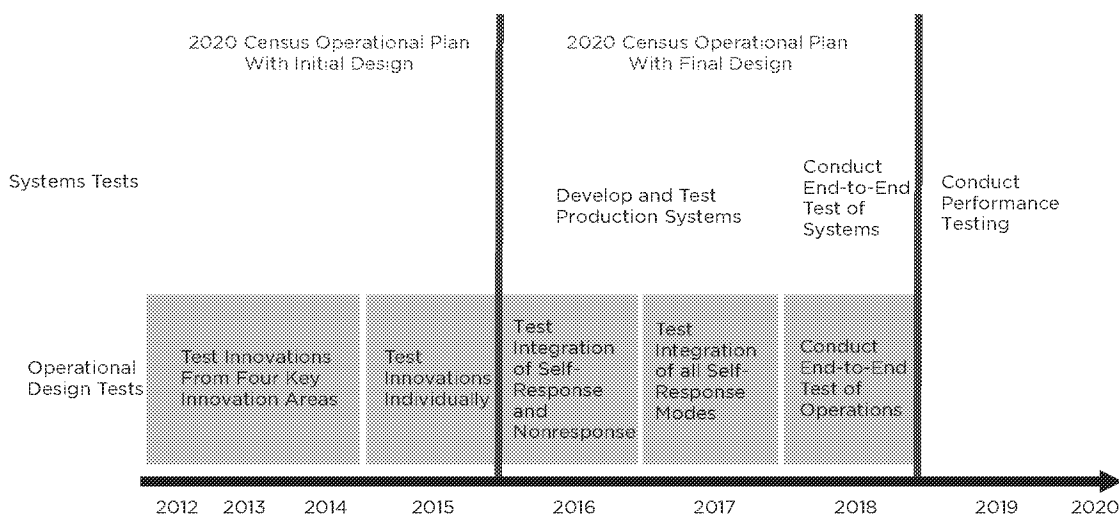 2020 Census Operational Plan
With Initial Design
2020 Census Operational Plan
With Final Design
Systems Tests
Develop and Test
Production Systems
Conduct
End-to-End
Test of
Systems
Conduct
Performance
Testing
Operational
Design Tests
Test Innovations
From Four Key
Innovation Areas
Test
Innovations
Individually
Test
Integration
of Self-
Response
and
Nonresponse
Test
Integration
of all Self-
Response
Modes
Conduct
End-to-End
Test of
Operations
2012 2013 2014 2015 2016 2017 2018 2019 2020